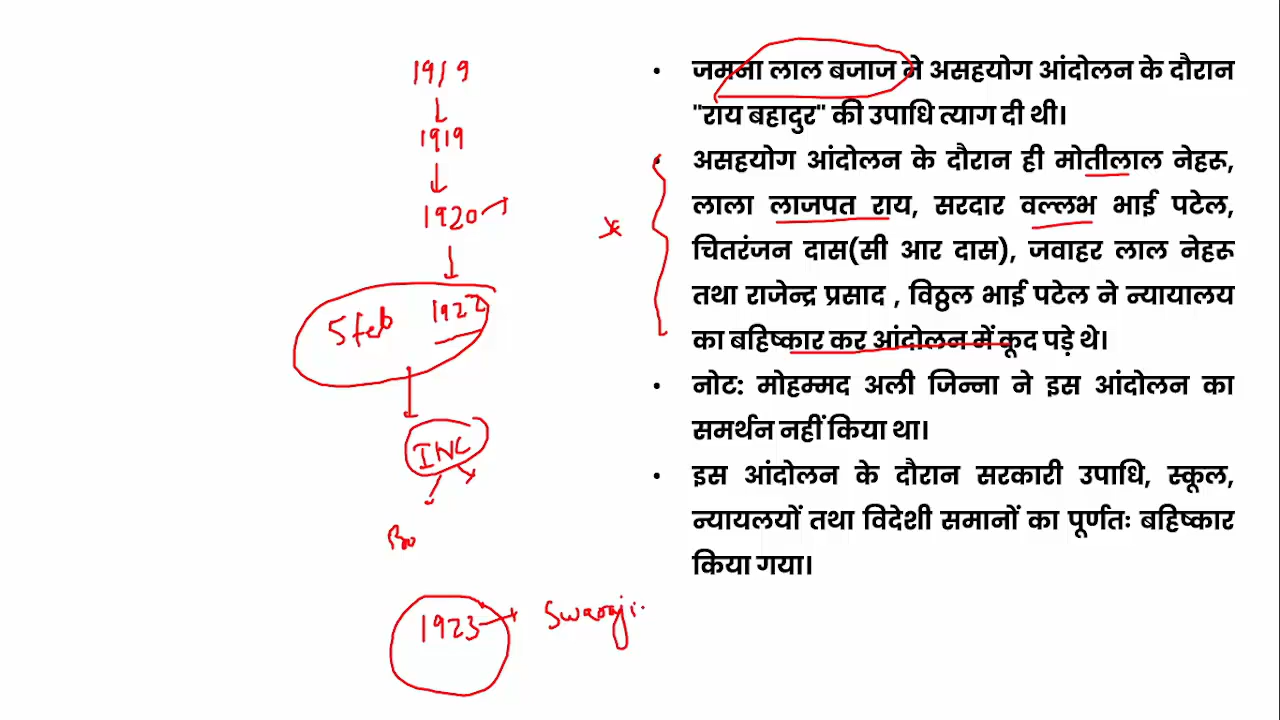 1919
1919
1920
5 feb 1922
INC
Bo
1923 Swaraji
• जमना लाल बजाज ने असहयोग आंदोलन के दौरान
"राय बहादुर" की उपाधि त्याग दी थी।
• असहयोग आंदोलन के दौरान ही मोतीलाल नेहरू,
लाला लाजपत राय, सरदार वल्लभ भाई पटेल,
चितरंजन दास(सी आर दास), जवाहर लाल नेहरू
तथा राजेन्द्र प्रसाद , विठ्ठल भाई पटेल ने न्यायालय
का बहिष्कार कर आंदोलन में कूद पड़े थे।
• नोट: मोहम्मद अली जिन्ना ने इस आंदोलन का
समर्थन नहीं किया था।
• इस आंदोलन के दौरान सरकारी उपाधि, स्कूल,
न्यायलयों तथा विदेशी समानों का पूर्णतः बहिष्कार
किया गया।